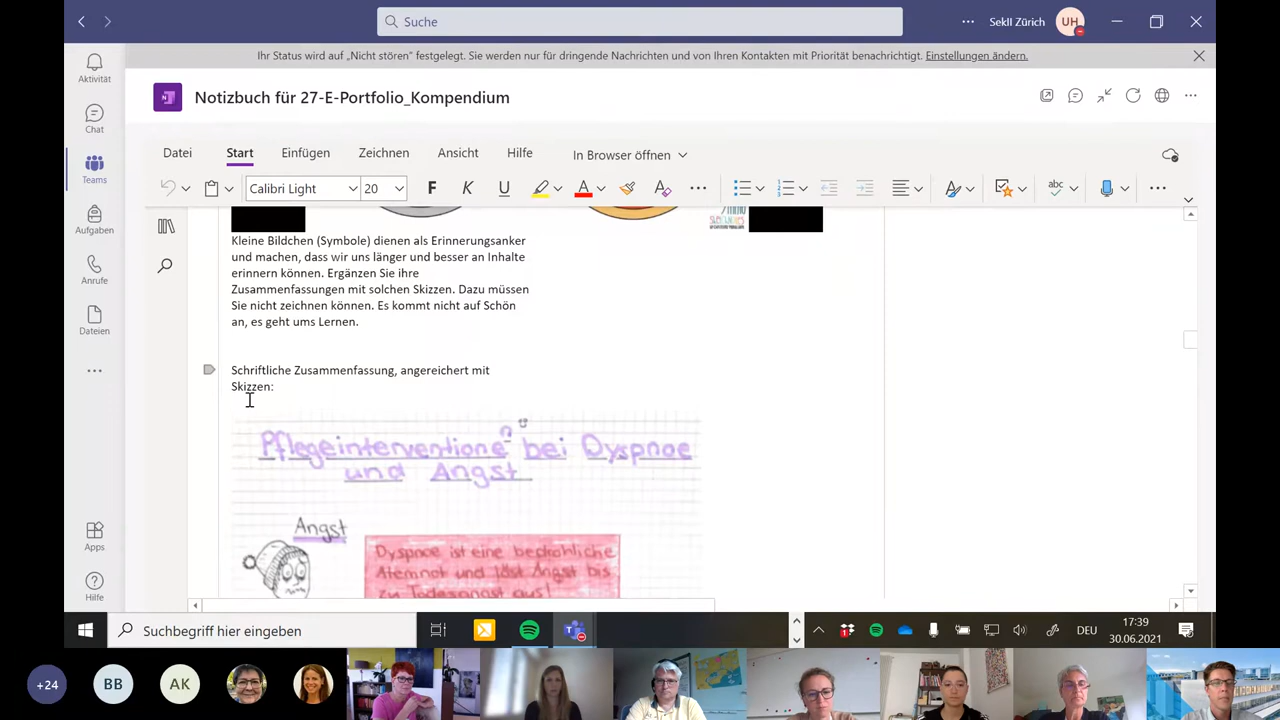 Suche
SekII Zürich
UH
Ihr Status wird auf „Nicht stören" festgelegt. Sie werden nur für dringende Nachrichten und von Ihren Kontakten mit Priorität benachrichtigt. Einstellungen ändern.
Aktivität
Chat
Teams
Aufgaben
Anrufe
Dateien
Apps
Hilfe
Notizbuch für 27-E-Portfolio_Kompendium
Datei Start Einfügen Zeichnen Ansicht Hilfe In Browser öffnen
Calibri Light 20 F K U A abc
Kleine Bildchen (Symbole) dienen als Erinnerungsanker
und machen, dass wir uns länger und besser an Inhalte
erinnern können. Ergänzen Sie ihre
Zusammenfassungen mit solchen Skizzen. Dazu müssen
Sie nicht zeichnen können. Es kommt nicht auf Schön
an, es geht ums Lernen.
Schriftliche Zusammenfassung, angereichert mit
Skizzen:
Pflegeinterventione? bei Dyspnoe
und Angst
Angst
Dyspnoe ist eine bedrohliche
Atemnot und löst Angst bis
zu Todesangst aus!
Suchbegriff hier eingeben
DEU
17:39
30.06.2021
+24
BB
AK